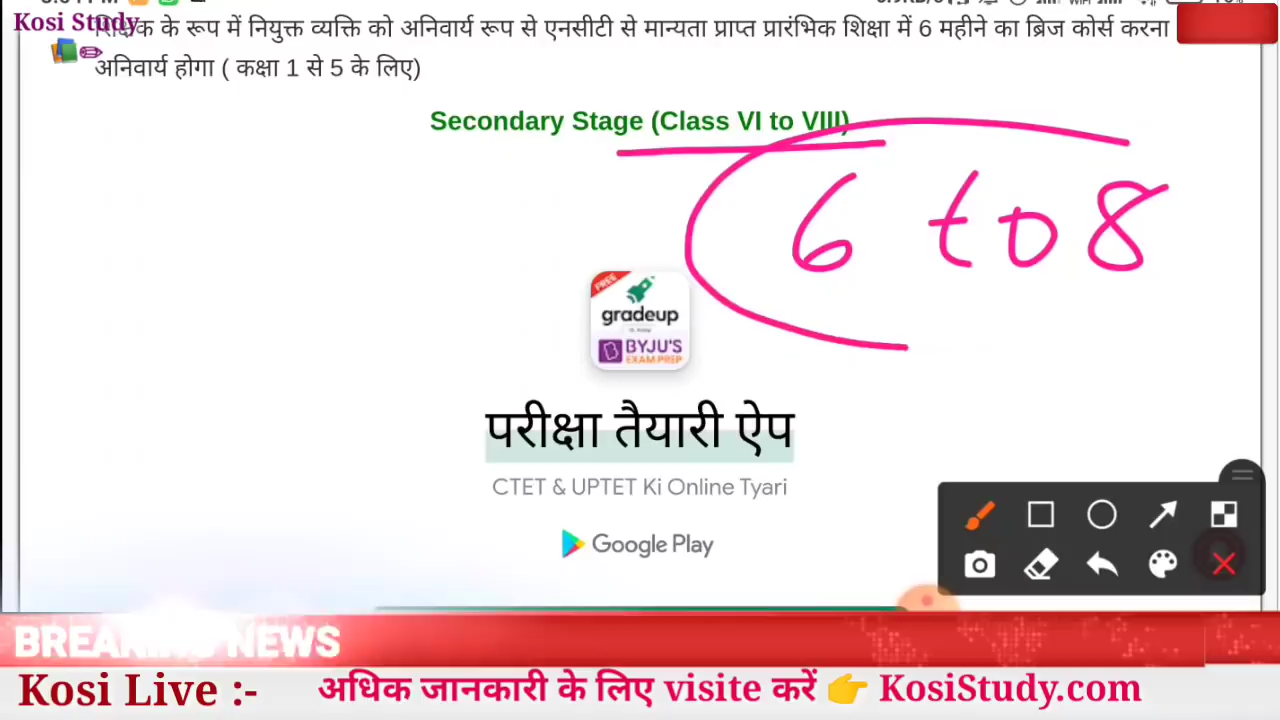 Kosi Study
के रूप में नियुक्त व्यक्ति को अनिवार्य रूप से एनसीटी से मान्यता प्राप्त प्रारंभिक शिक्षा में 6 महीने का ब्रिज कोर्स करना
अनिवार्य होगा ( कक्षा 1 से 5 के लिए)
Secondary Stage (Class VI to VIII)
6 to 8
FREE
gradeup
BYJU'S
EXAM PREP
परीक्षा तैयारी ऐप
CTET & UPTET Ki Online Tyari
Google Play
BREAKING NEWS
Kosi Live :- अधिक जानकारी के लिए visite करें 👉 KosiStudy.com